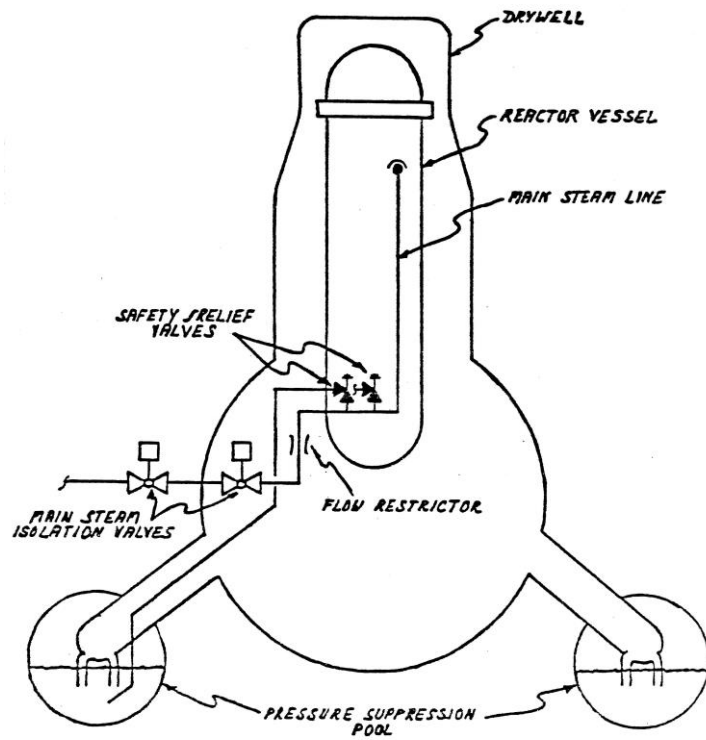 DRYWELL
REACTOR VESSEL
MAIN STEAM LINE
SAFETY & RELIEF
VALVES
FLOW RESTRICTOR
MAIN STEAM
ISOLATION VALVES
PRESSURE SUPPRESSION
POOL